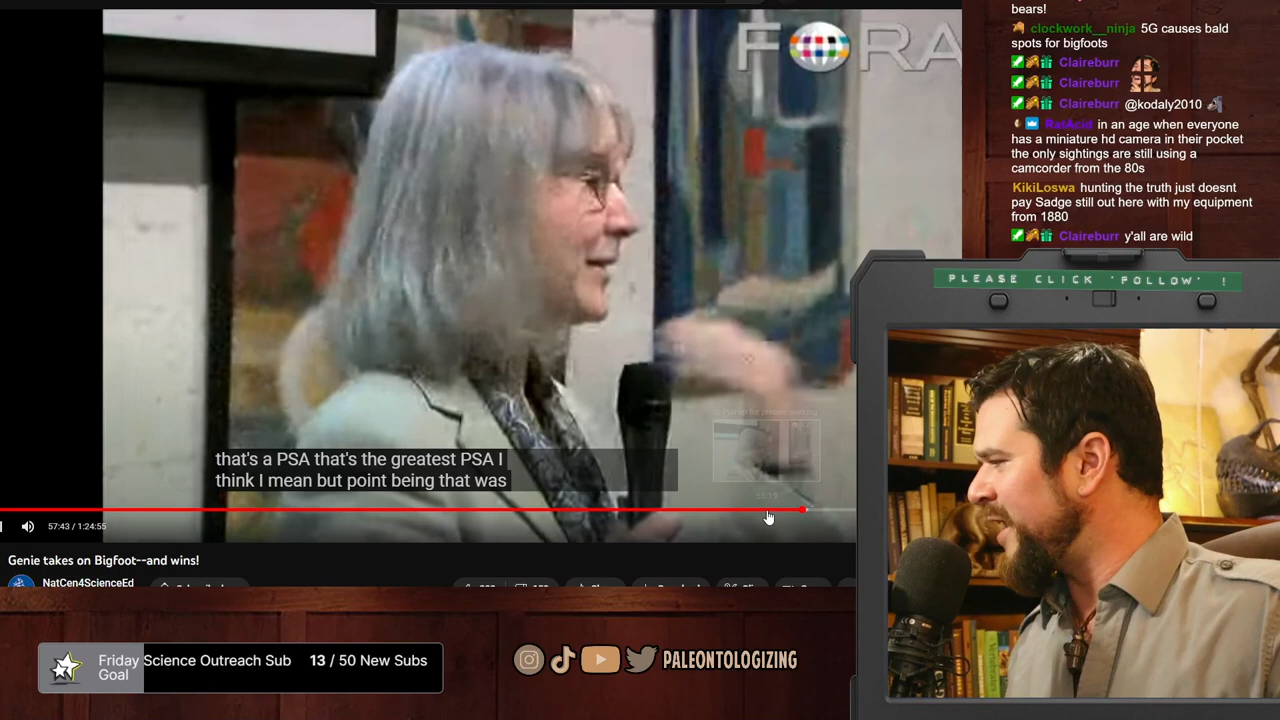 FORA
bears!
clockwork__ninja 5G causes bald
spots for bigfoots
Claireburr
Claireburr
Claireburr @kodaly2010
RatAcid in an age when everyone
has a miniature hd camera in their pocket
the only sightings are still using a
camcorder from the 80s
KikiLoswa hunting the truth just doesnt
pay Sadge still out here with my equipment
from 1880
Claireburr y'all are wild
PLEASE CLICK 'FOLLOW' !
that's a PSA that's the greatest PSA I
think I mean but point being that was
55:19
57:43 / 1:24:55
Genie takes on Bigfoot--and wins!
NatCen4ScienceEd
Friday Science Outreach Sub 13 / 50 New Subs
Goal
PALEONTOLOGIZING